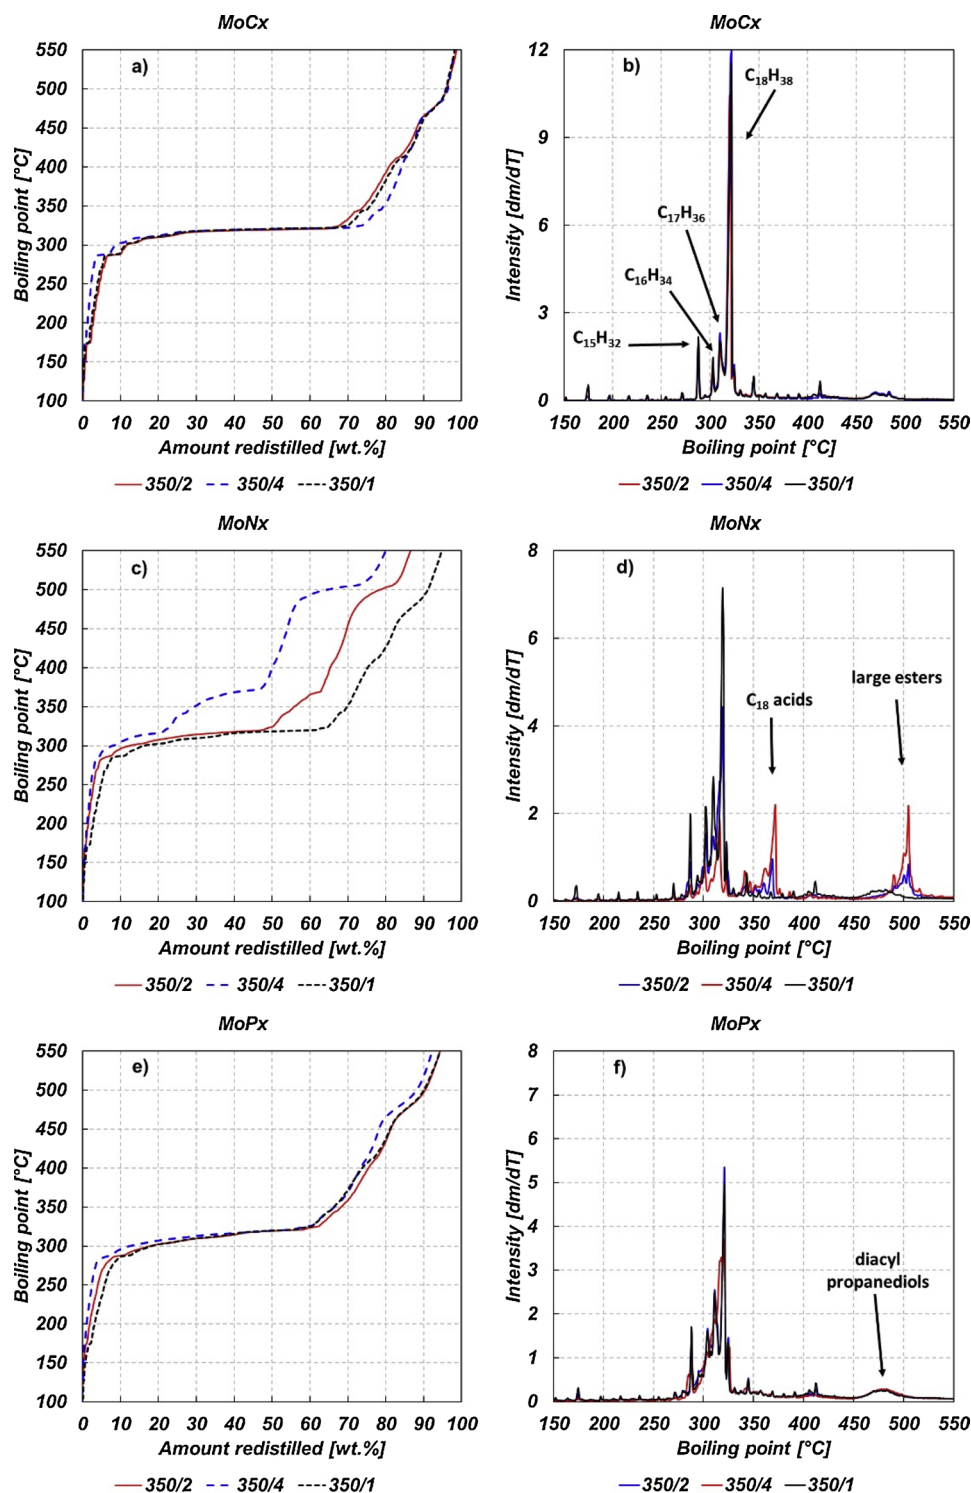 MoCx
a)
Boiling point [°C]
550
500
450
400
350
300
250
200
150
100
0 10 20 30 40 50 60 70 80 90 100
Amount redistilled [wt.%]
350/2 350/4 350/1
MoCx
b)
Intensity [dm/dT]
12
9
6
3
0
C18H38
C17H36
C16H34
C15H32
150 200 250 300 350 400 450 500 550
Boiling point [°C]
350/2 350/4 350/1
MoNx
c)
Boiling point [°C]
550
500
450
400
350
300
250
200
150
100
0 10 20 30 40 50 60 70 80 90 100
Amount redistilled [wt.%]
350/2 350/4 350/1
MoNx
d)
Intensity [dm/dT]
8
6
4
2
0
C18 acids
large esters
150 200 250 300 350 400 450 500 550
Boiling point [°C]
350/2 350/4 350/1
MoPx
e)
Boiling point [°C]
550
500
450
400
350
300
250
200
150
100
0 10 20 30 40 50 60 70 80 90 100
Amount redistilled [wt.%]
350/2 350/4 350/1
MoPx
f)
Intensity [dm/dT]
8
7
6
5
4
3
2
1
0
diacyl
propanediols
150 200 250 300 350 400 450 500 550
Boiling point [°C]
350/2 350/4 350/1